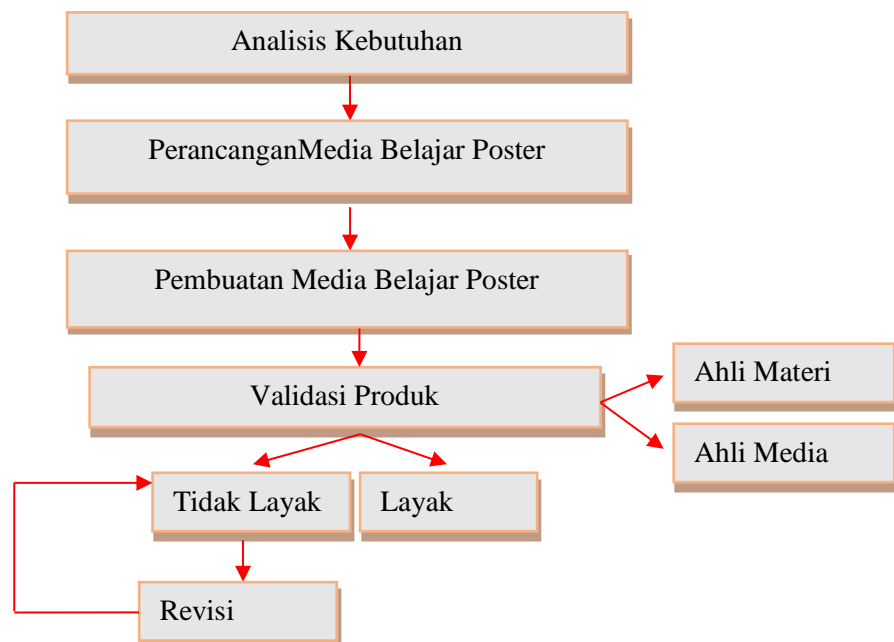 Analisis Kebutuhan
PerancanganMedia Belajar Poster
Pembuatan Media Belajar Poster
Validasi Produk
Ahli Materi
Ahli Media
Tidak Layak
Layak
Revisi